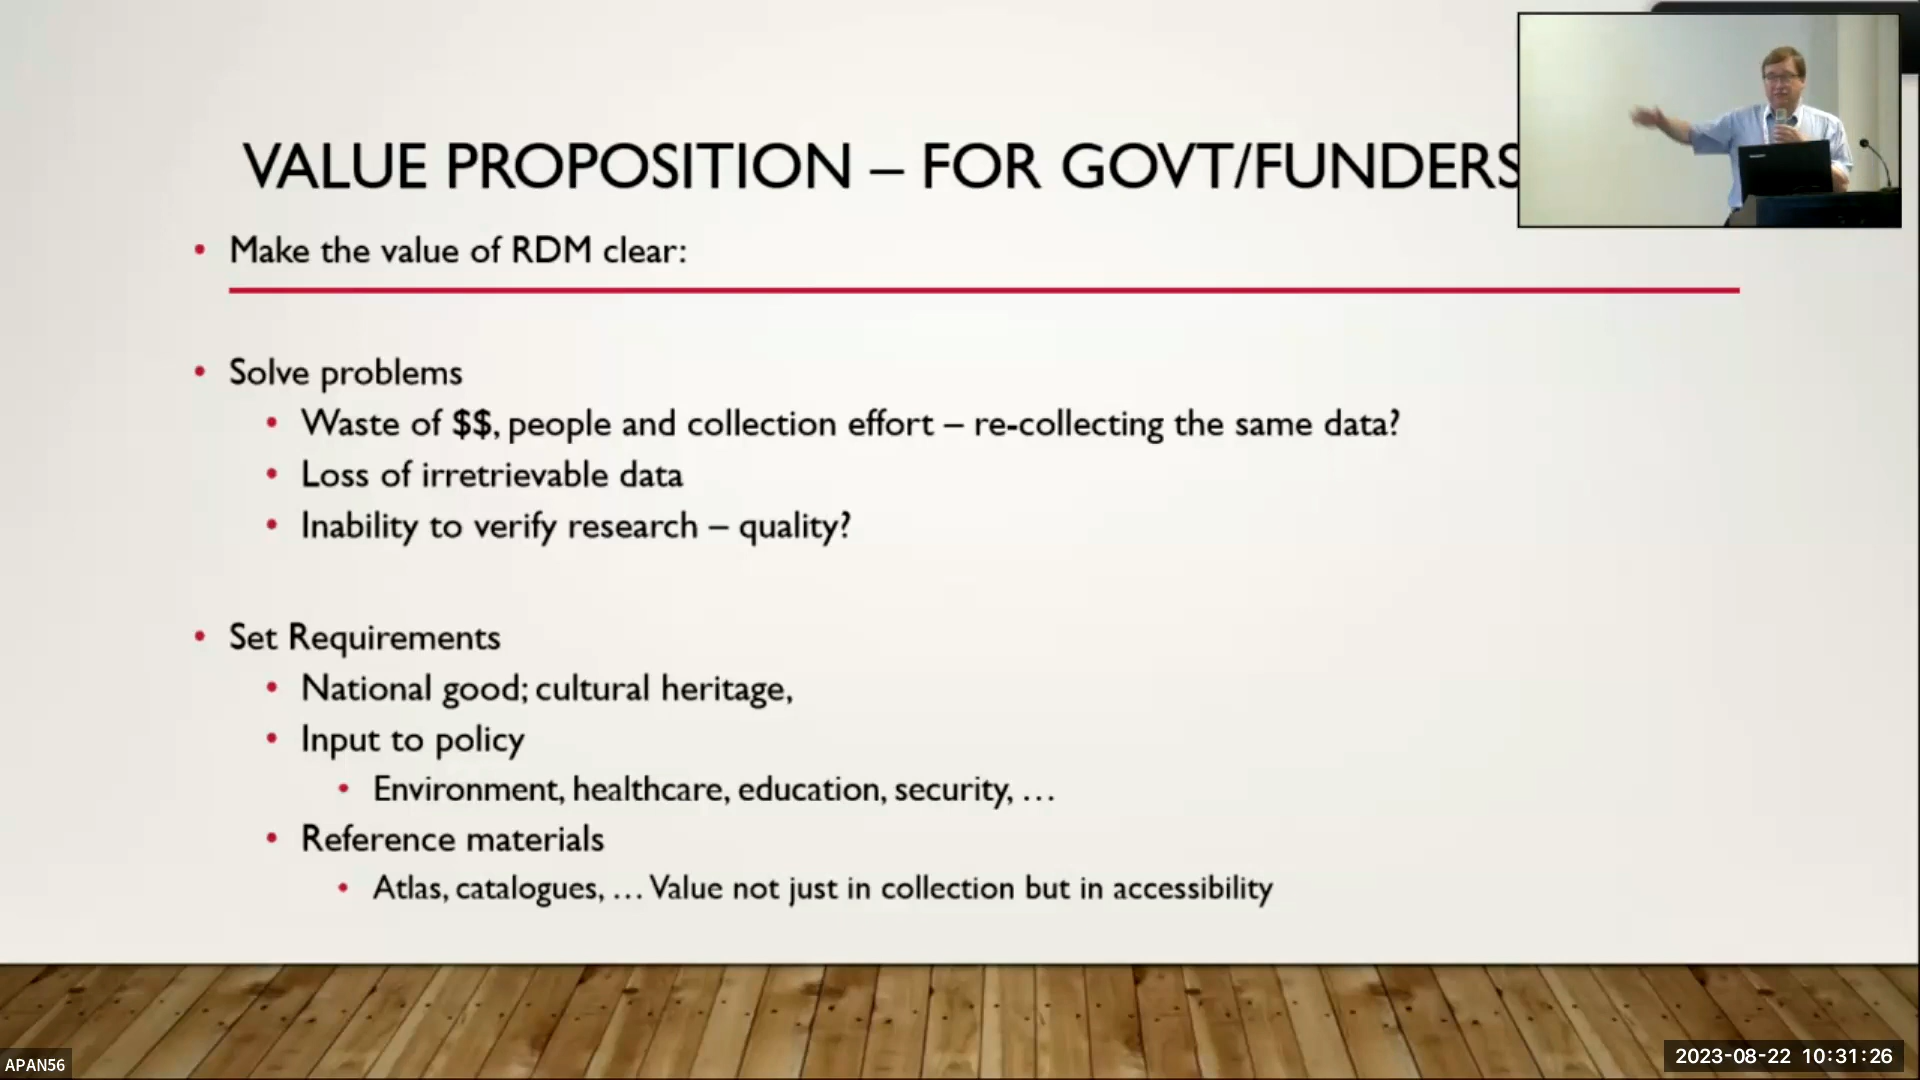 VALUE PROPOSITION – FOR GOVT/FUNDERS
• Make the value of RDM clear:
• Solve problems
• Waste of $$, people and collection effort – re-collecting the same data?
• Loss of irretrievable data
• Inability to verify research – quality?
• Set Requirements
• National good; cultural heritage,
• Input to policy
• Environment, healthcare, education, security, …
• Reference materials
• Atlas, catalogues, … Value not just in collection but in accessibility
APAN56
2023-08-22 10:31:26